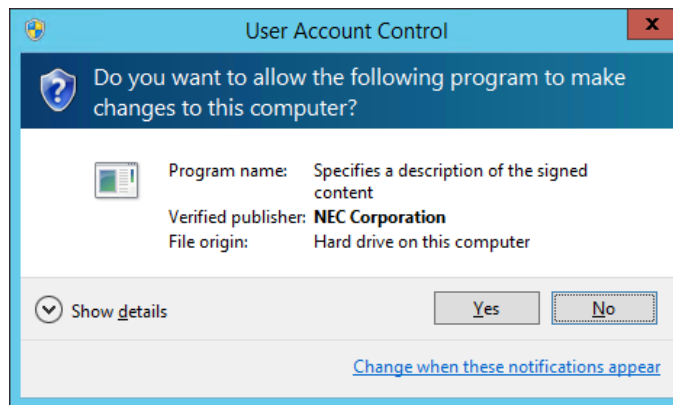 User Account Control
x
Do you want to allow the following program to make
changes to this computer?
Program name: Specifies a description of the signed
content
Verified publisher: NEC Corporation
File origin: Hard drive on this computer
Show details
Yes No
Change when these notifications appear